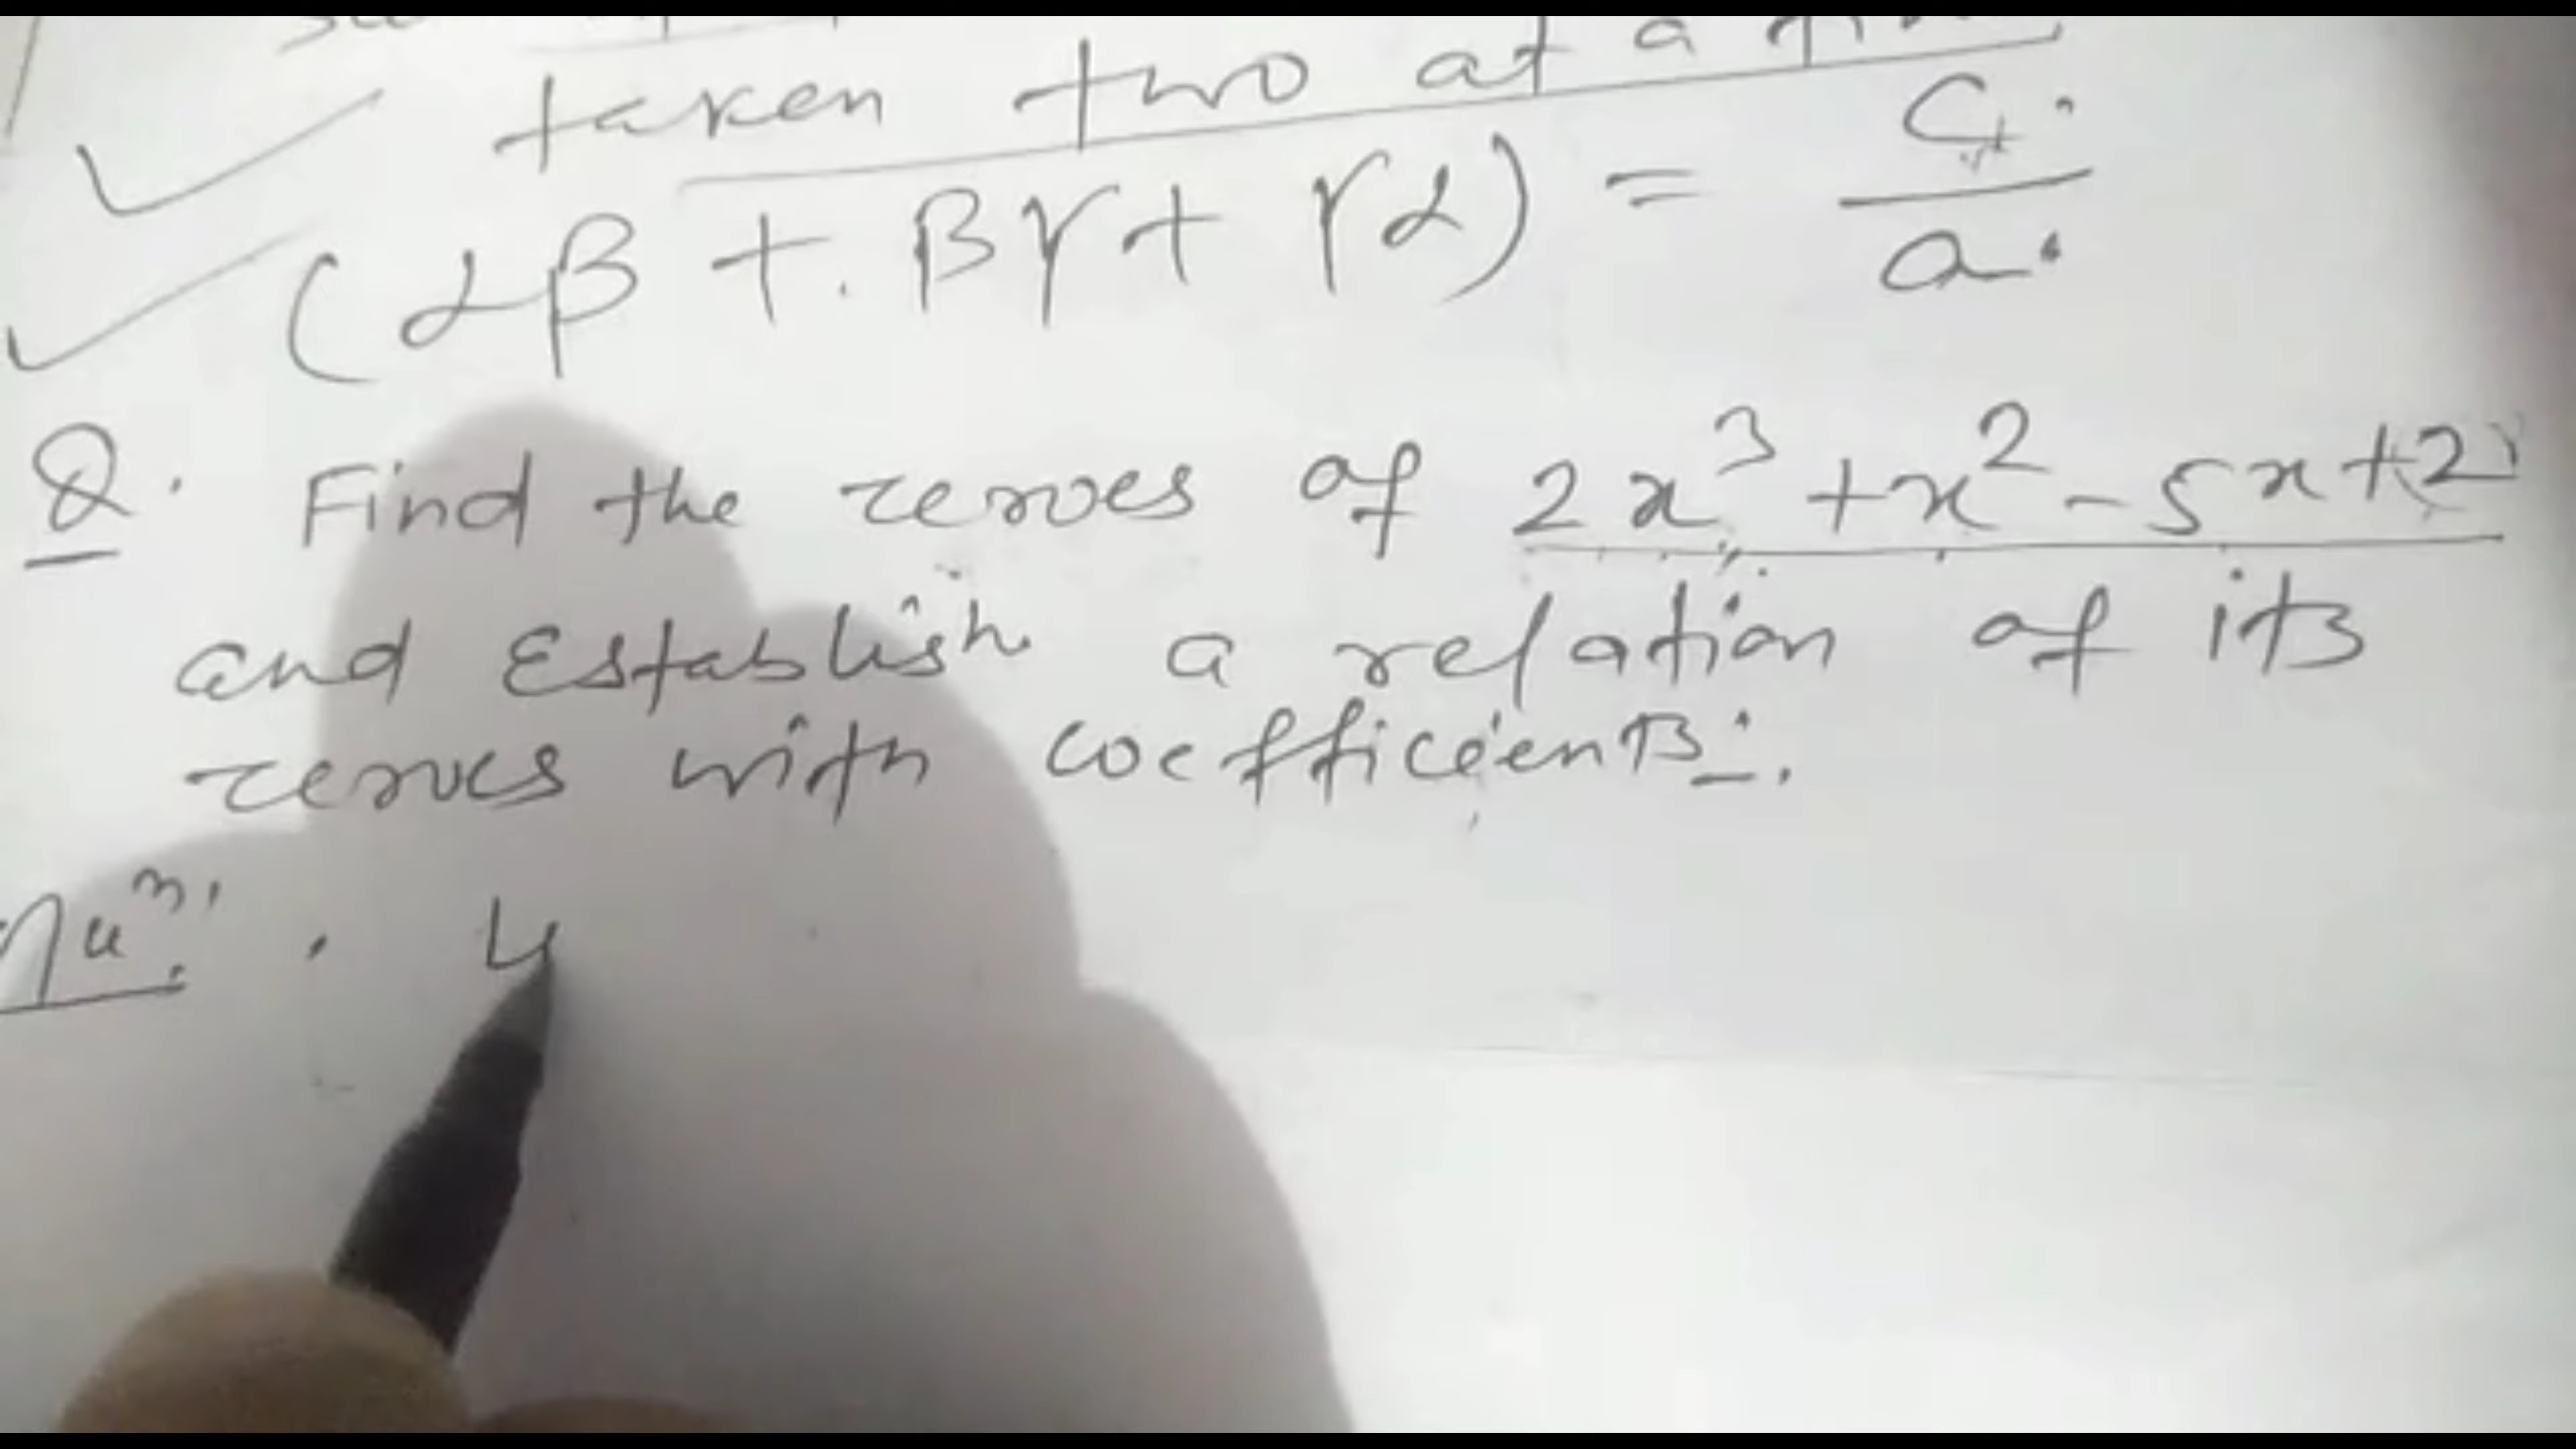 taken two at a
(αβ + βγ + γα) = c/a
Q. Find the zeroes of 2x³ + x² - 5x + 2
and Establish a relation of its
zeroes with coefficients:.